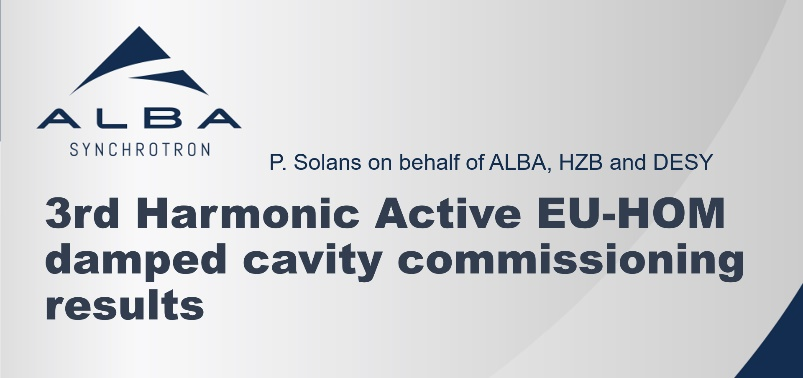 ALBA
SYNCHROTRON
P. Solans on behalf of ALBA, HZB and DESY
3rd Harmonic Active EU-HOM
damped cavity commissioning
results